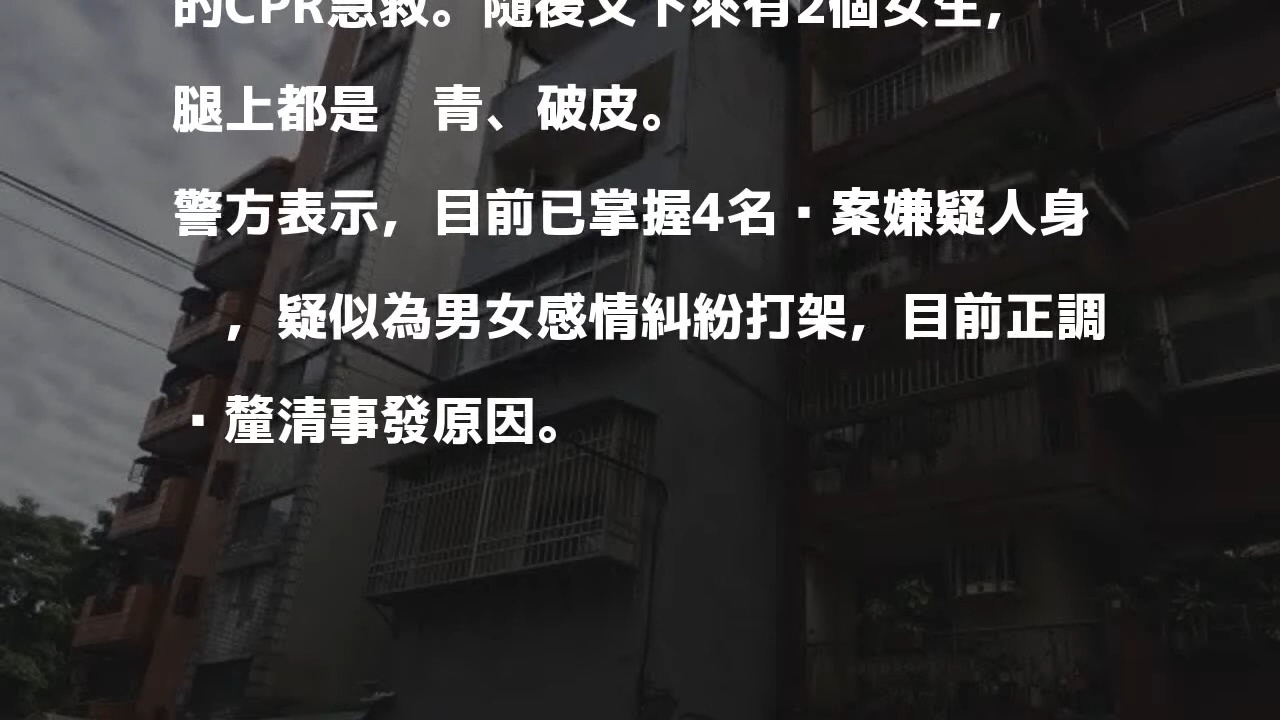 的CPR急救。隨後又下來有2個女生，
腿上都是　青、破皮。
警方表示，目前已掌握4名·案嫌疑人身
　，疑似為男女感情糾紛打架，目前正調
·釐清事發原因。